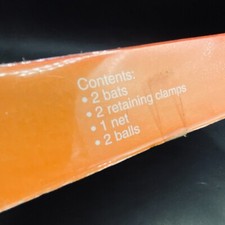 Contents:
• 2 bats
• 2 retaining clamps
• 1 net
• 2 balls